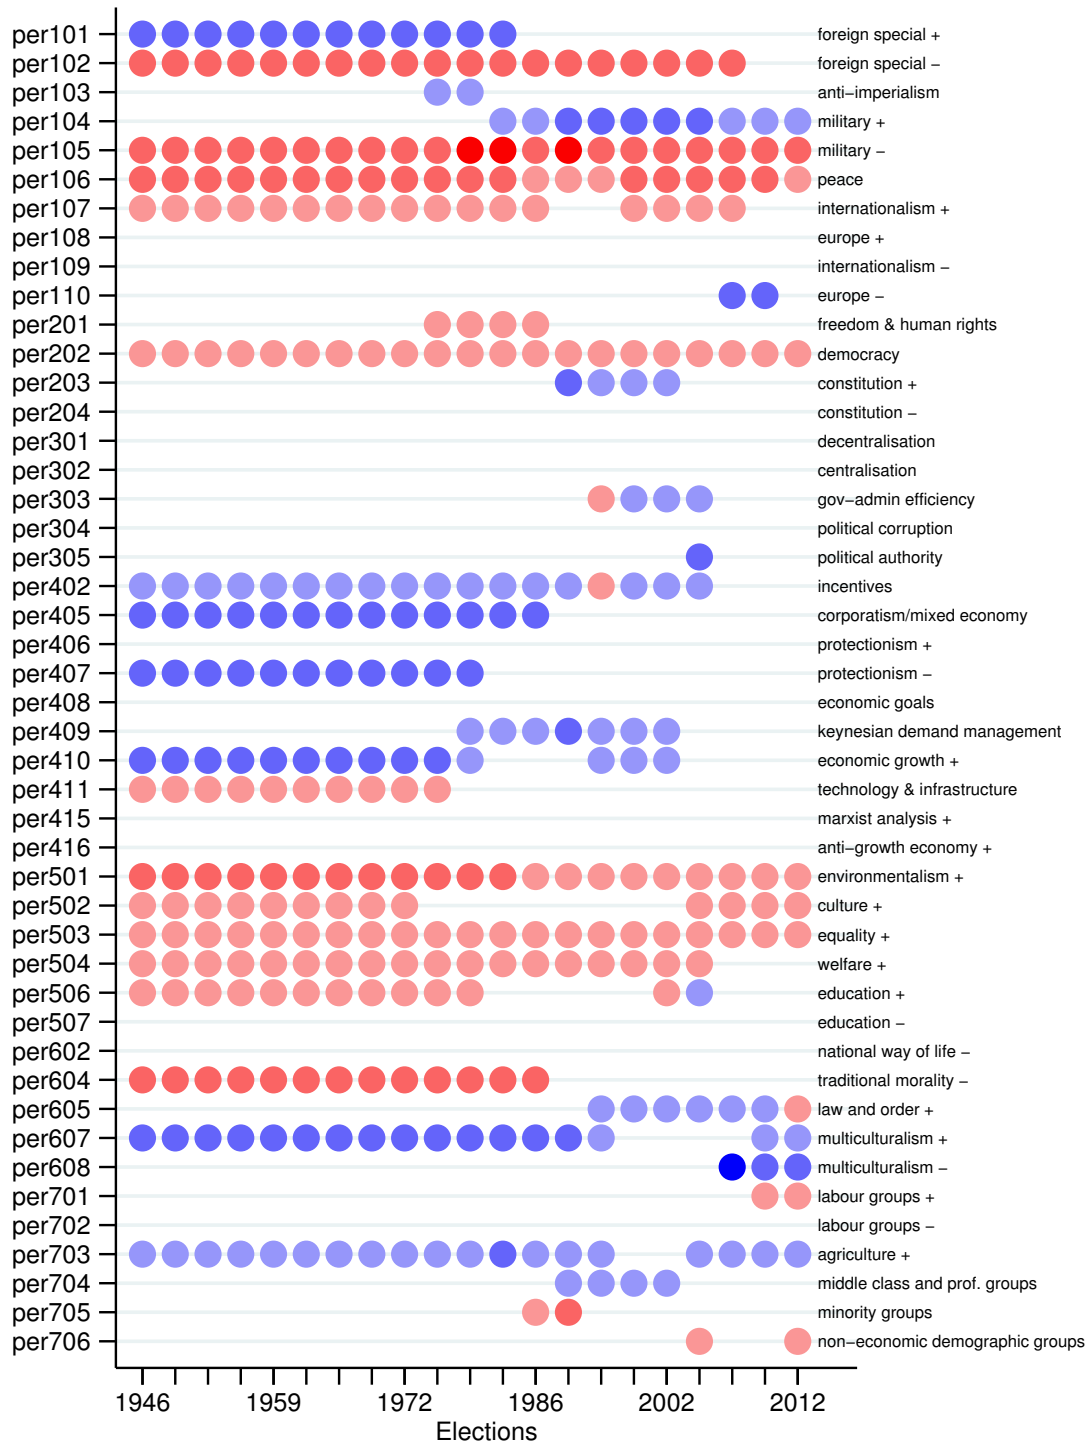 per101 foreign special +
per102 foreign special −
per103 anti−imperialism
per104 military +
per105 military −
per106 peace
per107 internationalism +
per108 europe +
per109 internationalism −
per110 europe −
per201 freedom & human rights
per202 democracy
per203 constitution +
per204 constitution −
per301 decentralisation
per302 centralisation
per303 gov−admin efficiency
per304 political corruption
per305 political authority
per402 incentives
per405 corporatism/mixed economy
per406 protectionism +
per407 protectionism −
per408 economic goals
per409 keynesian demand management
per410 economic growth +
per411 technology & infrastructure
per415 marxist analysis +
per416 anti−growth economy +
per501 environmentalism +
per502 culture +
per503 equality +
per504 welfare +
per506 education +
per507 education −
per602 national way of life −
per604 traditional morality −
per605 law and order +
per607 multiculturalism +
per608 multiculturalism −
per701 labour groups +
per702 labour groups −
per703 agriculture +
per704 middle class and prof. groups
per705 minority groups
per706 non−economic demographic groups
1946 1959 1972 1986 2002 2012
Elections